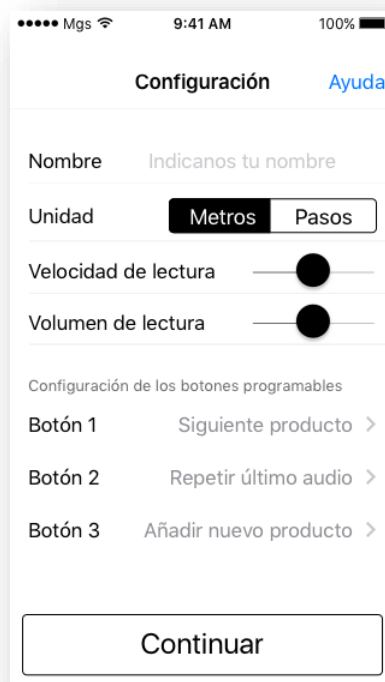 Mgs 9:41 AM 100%
Configuración Ayuda
Nombre Indicanos tu nombre
Unidad Metros Pasos
Velocidad de lectura
Volumen de lectura
Configuración de los botones programables
Botón 1 Siguiente producto
Botón 2 Repetir último audio
Botón 3 Añadir nuevo producto
Continuar